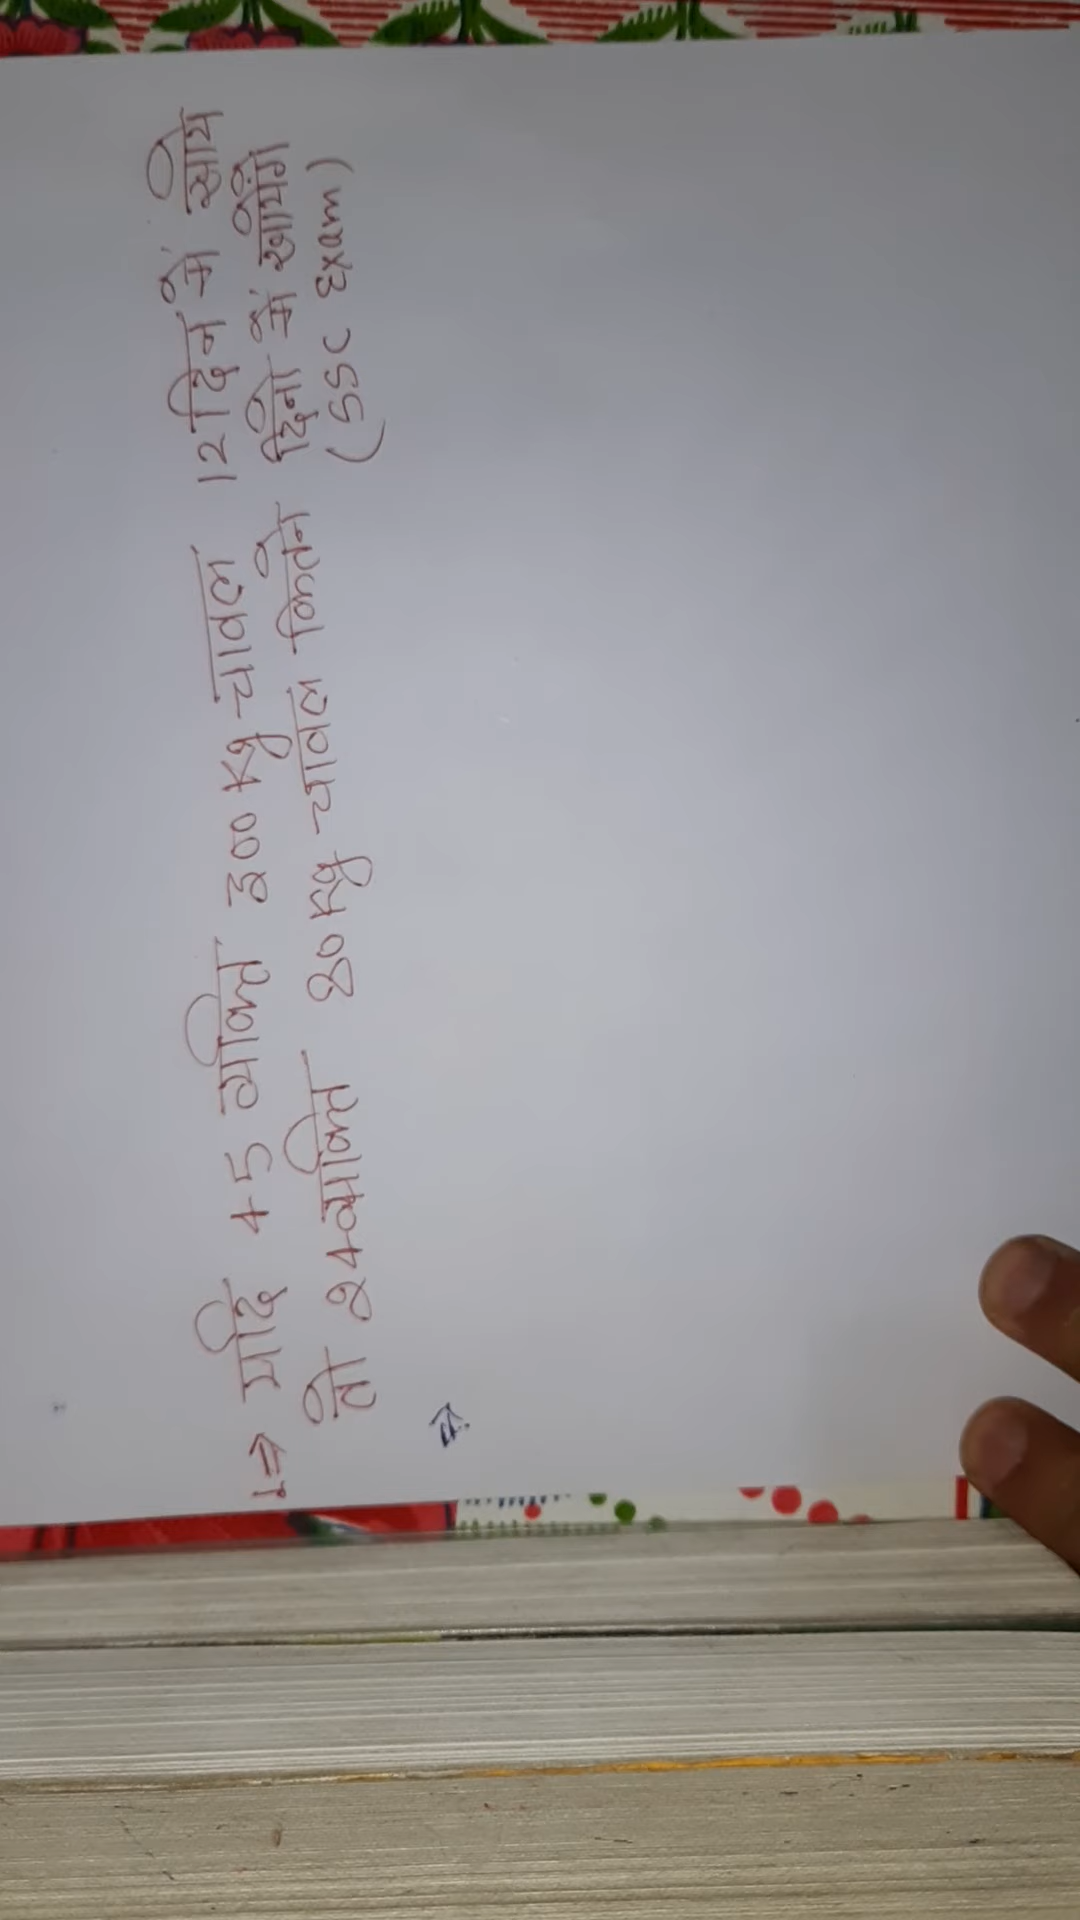 1⇒ यदि 45 व्यक्ति 300 Kg चावल 12 दिन में खाये
तो 24 व्यक्ति 80 Kg चावल कितने दिनो में खायेंगे
(SSC Exam)
⇒